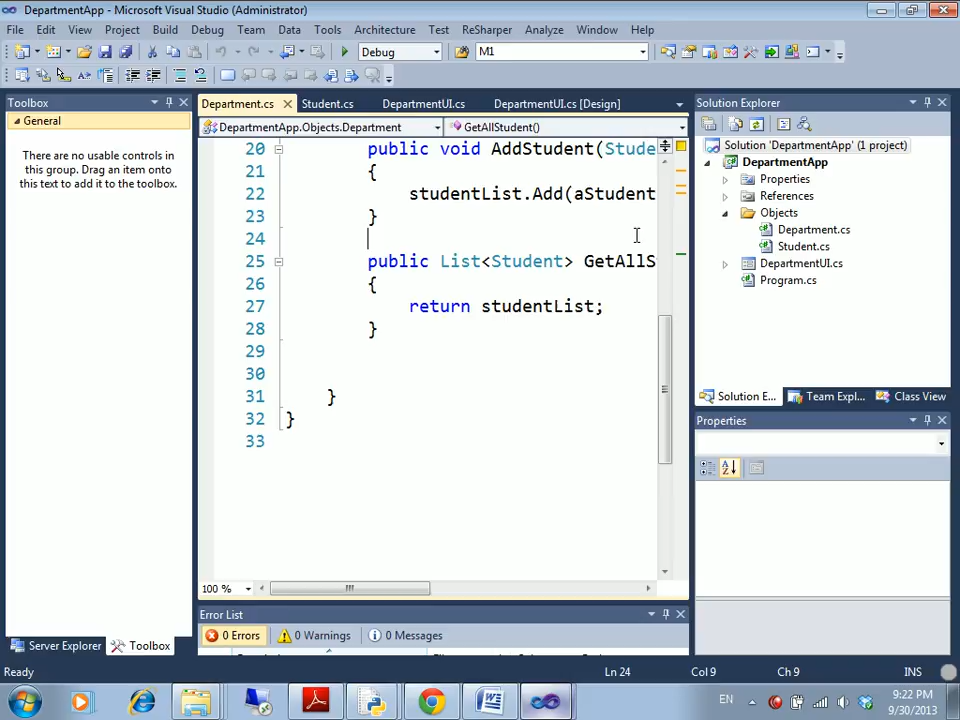 DepartmentApp - Microsoft Visual Studio (Administrator)
File Edit View Project Build Debug Team Data Tools Architecture Test ReSharper Analyze Window Help
Debug M1
Toolbox
General
There are no usable controls in
this group. Drag an item onto
this text to add it to the toolbox.
Server Explorer Toolbox
Department.cs Student.cs DepartmentUI.cs DepartmentUI.cs [Design]
DepartmentApp.Objects.Department GetAllStudent()
20 public void AddStudent(Stude
21 {
22 studentList.Add(aStudent
23 }
24
25 public List<Student> GetAllS
26 {
27 return studentList;
28 }
29
30
31 }
32 }
33
100 %
Error List
0 Errors 0 Warnings 0 Messages
Solution Explorer
Solution 'DepartmentApp' (1 project)
DepartmentApp
Properties
References
Objects
Department.cs
Student.cs
DepartmentUI.cs
Program.cs
Solution E... Team Expl... Class View
Properties
Ready Ln 24 Col 9 Ch 9 INS
EN 9:22 PM
9/30/2013